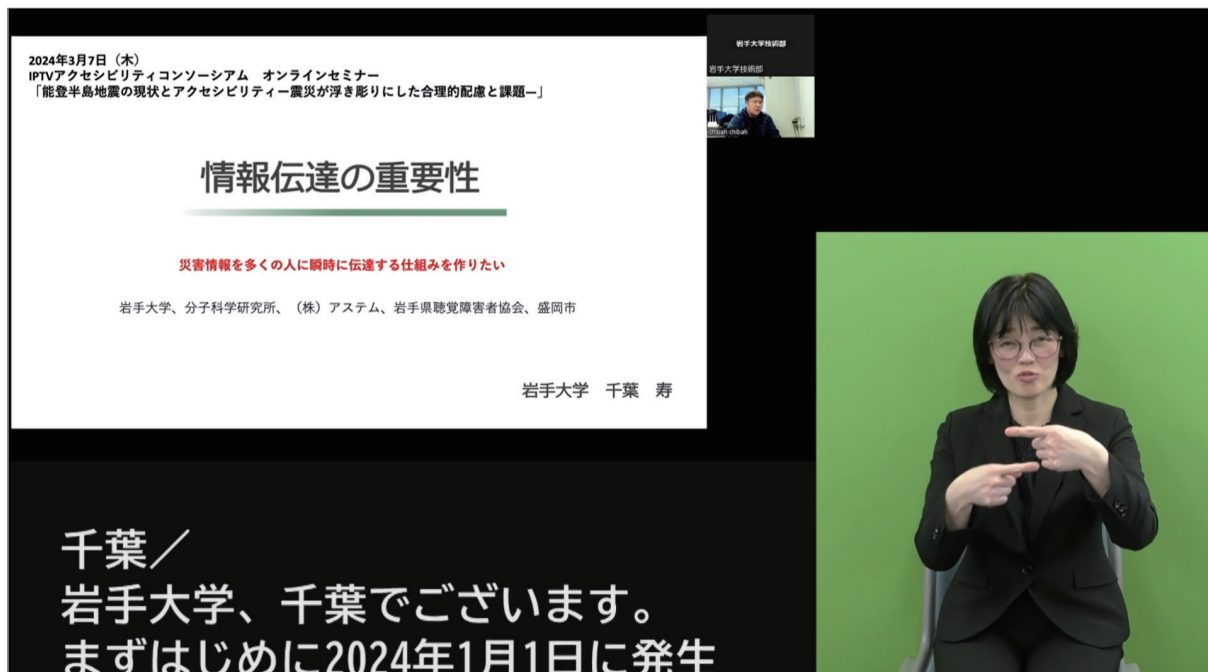 2024年3月7日（木）
IPTVアクセシビリティコンソーシアム　オンラインセミナー
「能登半島地震の現状とアクセシビリティー震災が浮き彫りにした合理的配慮と課題ー」
情報伝達の重要性
災害情報を多くの人に瞬時に伝達する仕組みを作りたい
岩手大学、分子科学研究所、（株）アステム、岩手県聴覚障害者協会、盛岡市
岩手大学　千葉　寿
岩手大学技術部
岩手大学技術部
chibah chibah
千葉／
岩手大学、千葉でございます。
まずはじめに2024年1月1日に発生